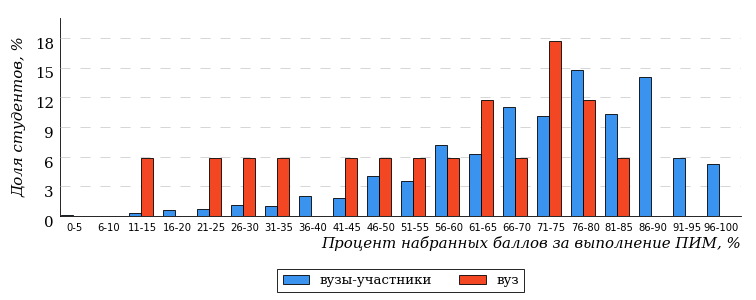 Доля студентов, %
18
15
12
9
6
3
0
0-5 6-10 11-15 16-20 21-25 26-30 31-35 36-40 41-45 46-50 51-55 56-60 61-65 66-70 71-75 76-80 81-85 86-90 91-95 96-100
Процент набранных баллов за выполнение ПИМ, %
вузы-участники вуз